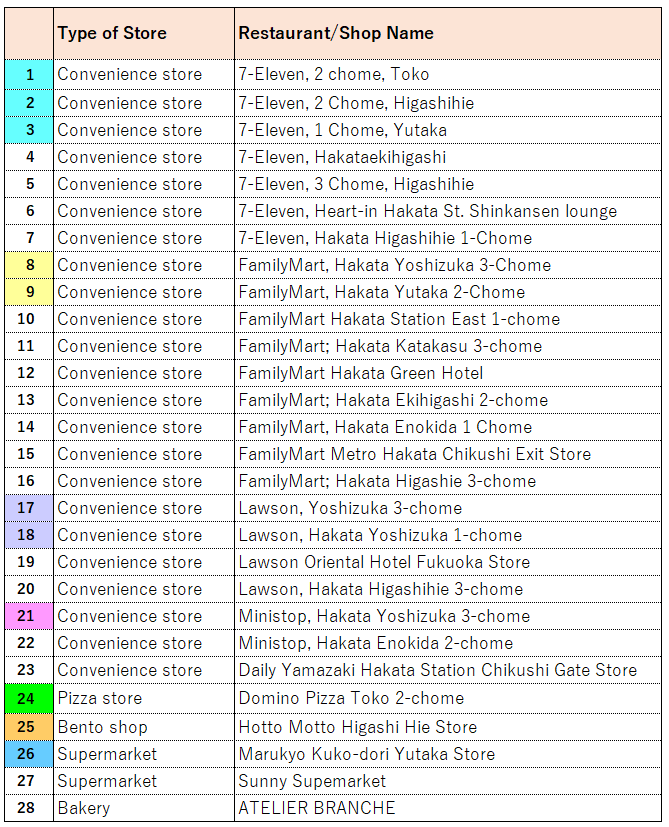 Type of Store Restaurant/Shop Name
1 Convenience store 7-Eleven, 2 chome, Toko
2 Convenience store 7-Eleven, 2 Chome, Higashihie
3 Convenience store 7-Eleven, 1 Chome, Yutaka
4 Convenience store 7-Eleven, Hakataekihigashi
5 Convenience store 7-Eleven, 3 Chome, Higashihie
6 Convenience store 7-Eleven, Heart-in Hakata St. Shinkansen lounge
7 Convenience store 7-Eleven, Hakata Higashihie 1-Chome
8 Convenience store FamilyMart, Hakata Yoshizuka 3-Chome
9 Convenience store FamilyMart, Hakata Yutaka 2-Chome
10 Convenience store FamilyMart Hakata Station East 1-chome
11 Convenience store FamilyMart; Hakata Katakasu 3-chome
12 Convenience store FamilyMart Hakata Green Hotel
13 Convenience store FamilyMart; Hakata Ekihigashi 2-chome
14 Convenience store FamilyMart, Hakata Enokida 1 Chome
15 Convenience store FamilyMart Metro Hakata Chikushi Exit Store
16 Convenience store FamilyMart; Hakata Higashie 3-chome
17 Convenience store Lawson, Yoshizuka 3-chome
18 Convenience store Lawson, Hakata Yoshizuka 1-chome
19 Convenience store Lawson Oriental Hotel Fukuoka Store
20 Convenience store Lawson, Hakata Higashihie 3-chome
21 Convenience store Ministop, Hakata Yoshizuka 3-chome
22 Convenience store Ministop, Hakata Enokida 2-chome
23 Convenience store Daily Yamazaki Hakata Station Chikushi Gate Store
24 Pizza store Domino Pizza Toko 2-chome
25 Bento shop Hotto Motto Higashi Hie Store
26 Supermarket Marukyo Kuko-dori Yutaka Store
27 Supermarket Sunny Supemarket
28 Bakery ATELIER BRANCHE